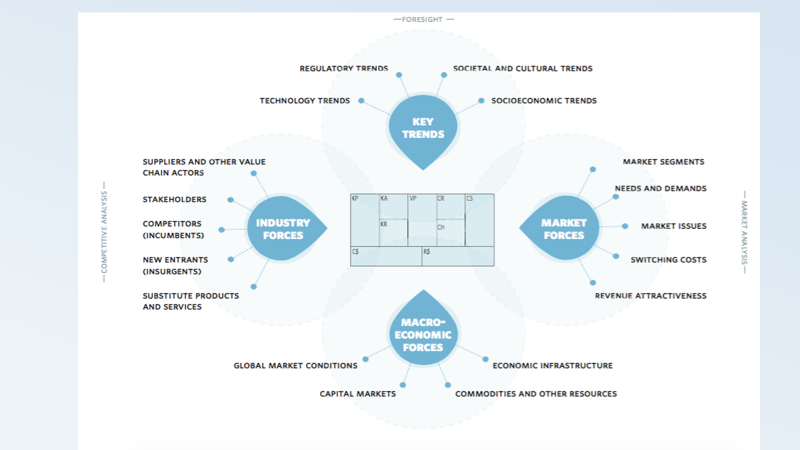 —FORESIGHT —
REGULATORY TRENDS
SOCIETAL AND CULTURAL TRENDS
TECHNOLOGY TRENDS
SOCIOECONOMIC TRENDS
KEY
TRENDS
SUPPLIERS AND OTHER VALUE
CHAIN ACTORS
STAKEHOLDERS
COMPETITORS
(INCUMBENTS)
NEW ENTRANTS
(INSURGENTS)
SUBSTITUTE PRODUCTS
AND SERVICES
INDUSTRY
FORCES
— COMPETITIVE ANALYSIS —
KP
KA
VP
CR
CS
KR
CH
C$
R$
MARKET
FORCES
MARKET SEGMENTS
NEEDS AND DEMANDS
MARKET ISSUES
SWITCHING COSTS
REVENUE ATTRACTIVENESS
— MARKET ANALYSIS —
MACRO-
ECONOMIC
FORCES
GLOBAL MARKET CONDITIONS
ECONOMIC INFRASTRUCTURE
CAPITAL MARKETS
COMMODITIES AND OTHER RESOURCES